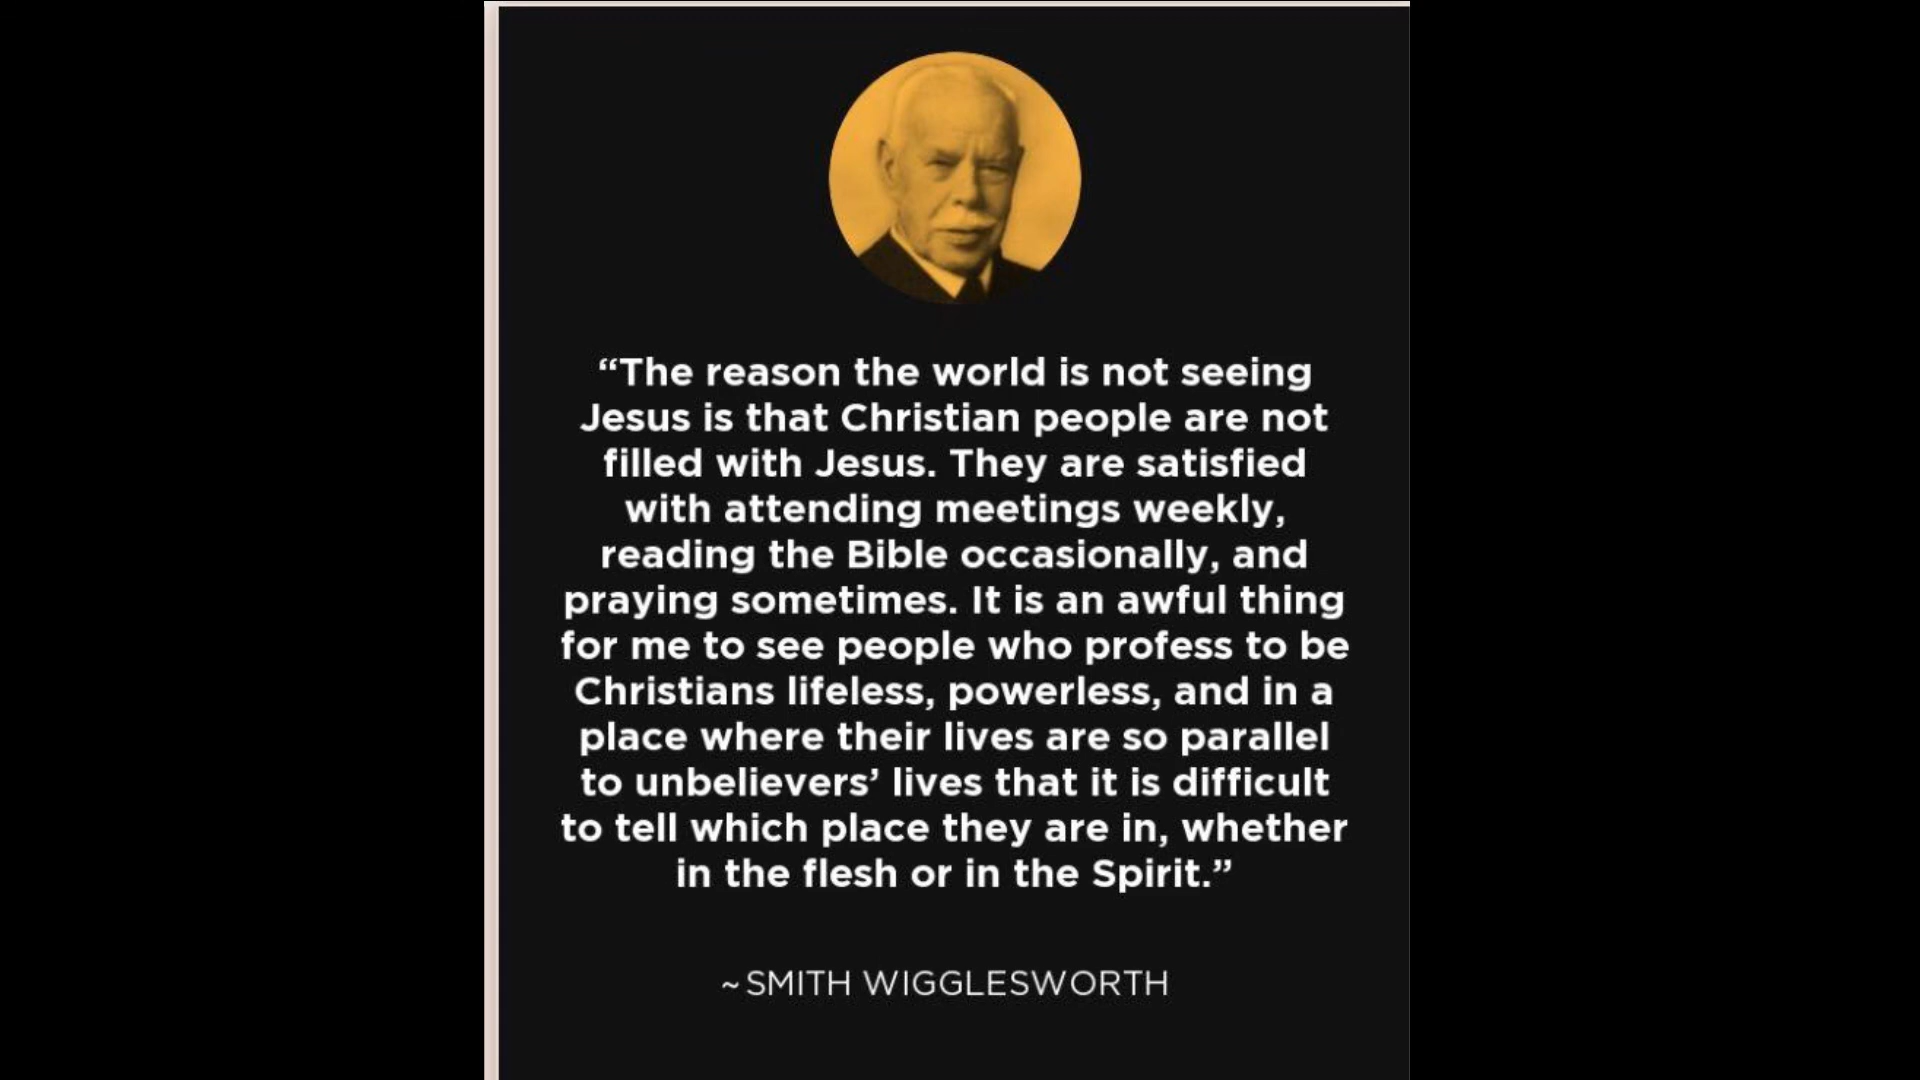 “The reason the world is not seeing
Jesus is that Christian people are not
filled with Jesus. They are satisfied
with attending meetings weekly,
reading the Bible occasionally, and
praying sometimes. It is an awful thing
for me to see people who profess to be
Christians lifeless, powerless, and in a
place where their lives are so parallel
to unbelievers’ lives that it is difficult
to tell which place they are in, whether
in the flesh or in the Spirit.”
~ SMITH WIGGLESWORTH